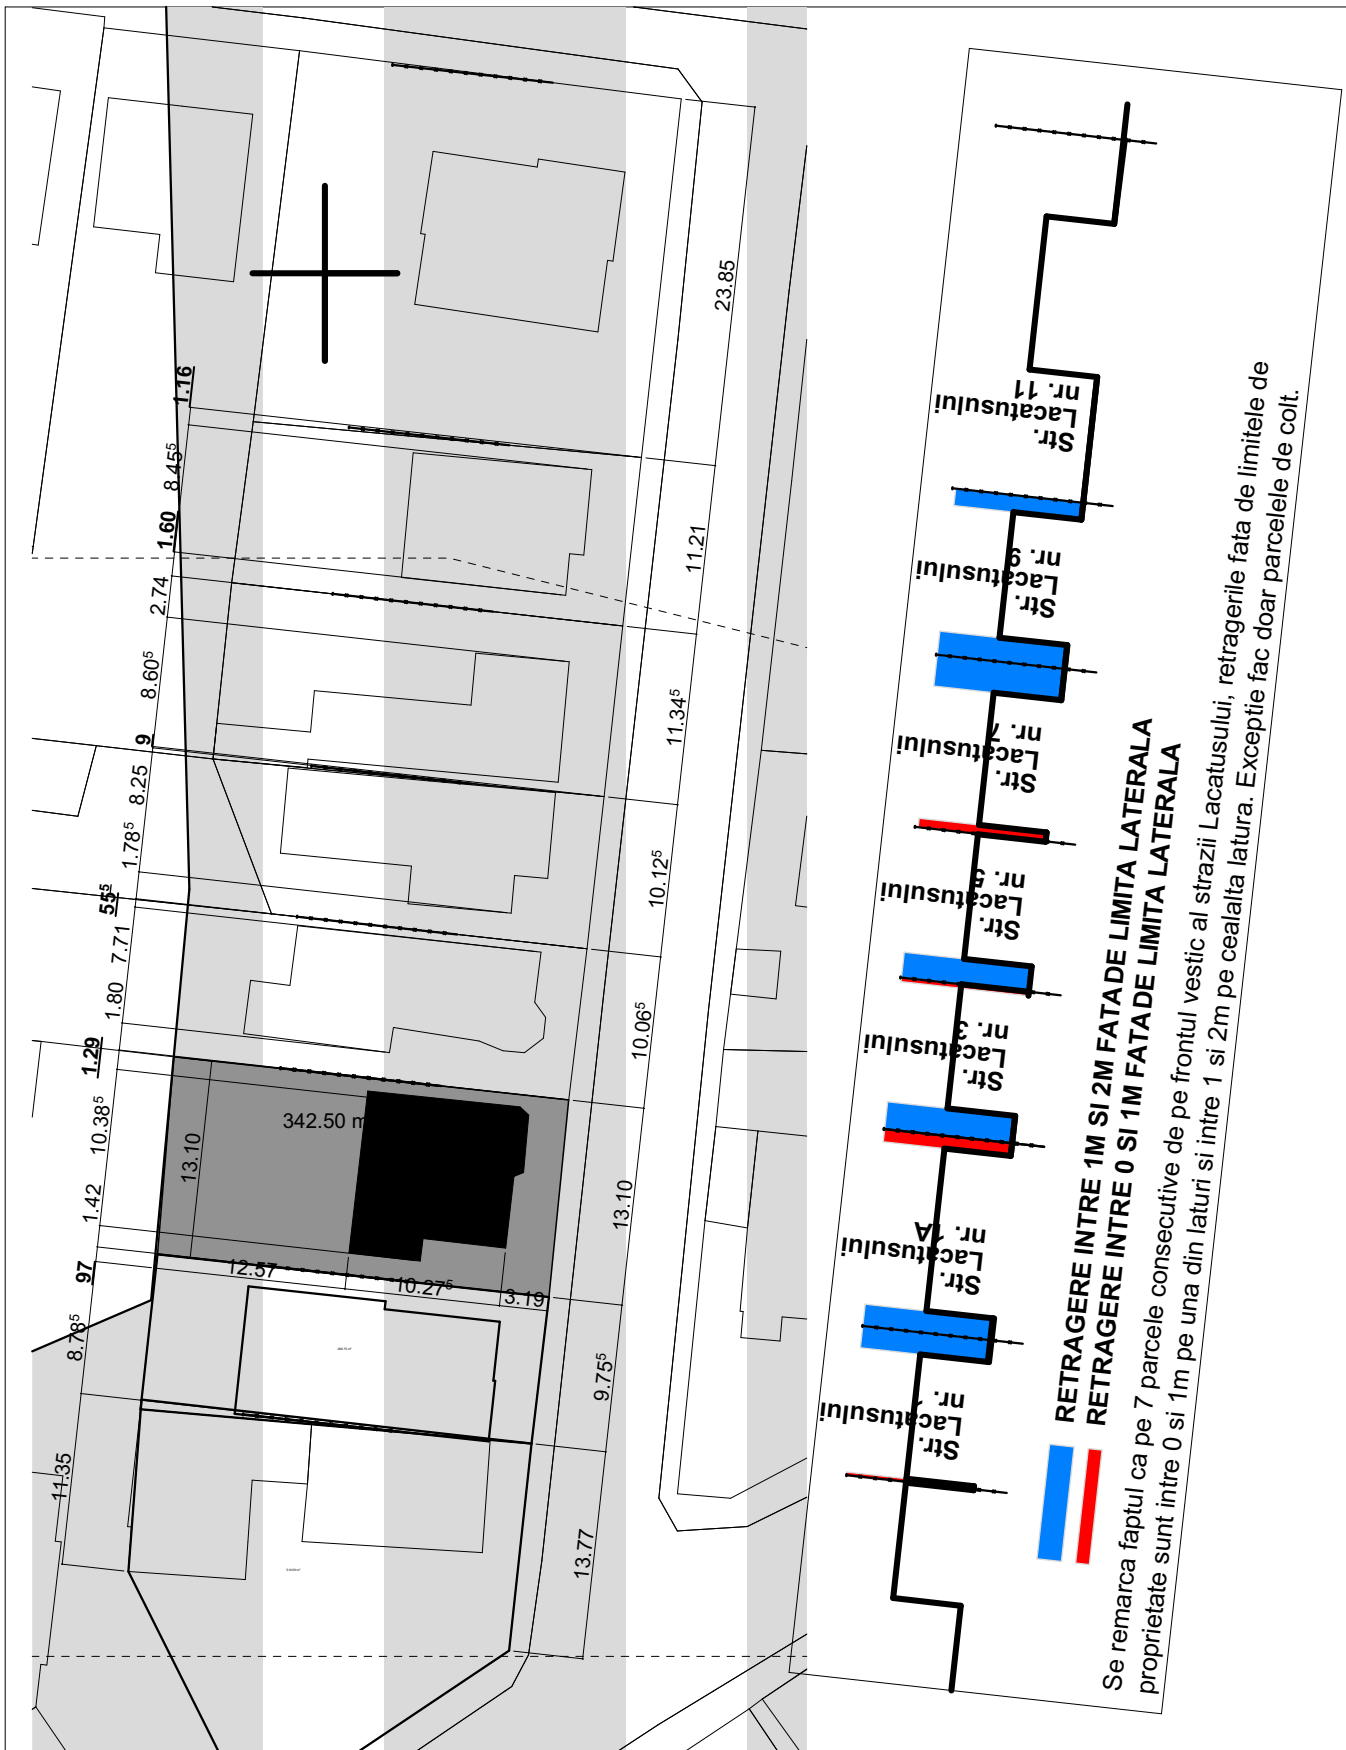 1.16
8.45⁵
1.60
2.74
8.60⁵
9
8.25
1.78⁵
55⁵
7.71
1.80
1.29
10.38⁵
1.42
97
8.78⁵
11.35
23.85
11.21
11.34⁵
10.12⁵
10.06⁵
13.10
9.75⁵
13.77
342.50 m
13.10
12.57
10.27⁵
3.19
Str.
Lacatusului
nr. 11
Str.
Lacatusului
nr. 9
Str.
Lacatusului
nr. 7
Str.
Lacatusului
nr. 5
Str.
Lacatusului
nr. 3
Str.
Lacatusului
nr. 1A
Str.
Lacatusului
nr.
RETRAGERE INTRE 1M SI 2M FATA DE LIMITA LATERALA
RETRAGERE INTRE 0 SI 1M FATA DE LIMITA LATERALA
Se remarca faptul ca pe 7 parcele consecutive de pe frontul vestic al strazii Lacatusului, retragerile fata de limitele de
proprietate sunt intre 0 si 1m pe una din laturi si intre 1 si 2m pe cealalta latura. Exceptie fac doar parcelele de colt.